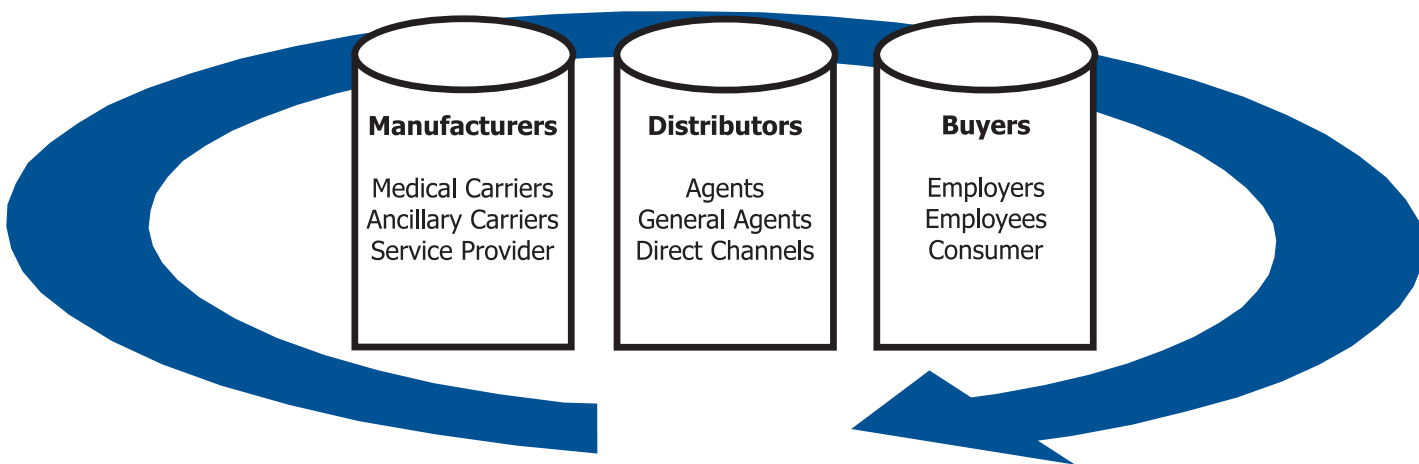 Manufacturers
Medical Carriers
Ancillary Carriers
Service Provider
Distributors
Agents
General Agents
Direct Channels
Buyers
Employers
Employees
Consumer